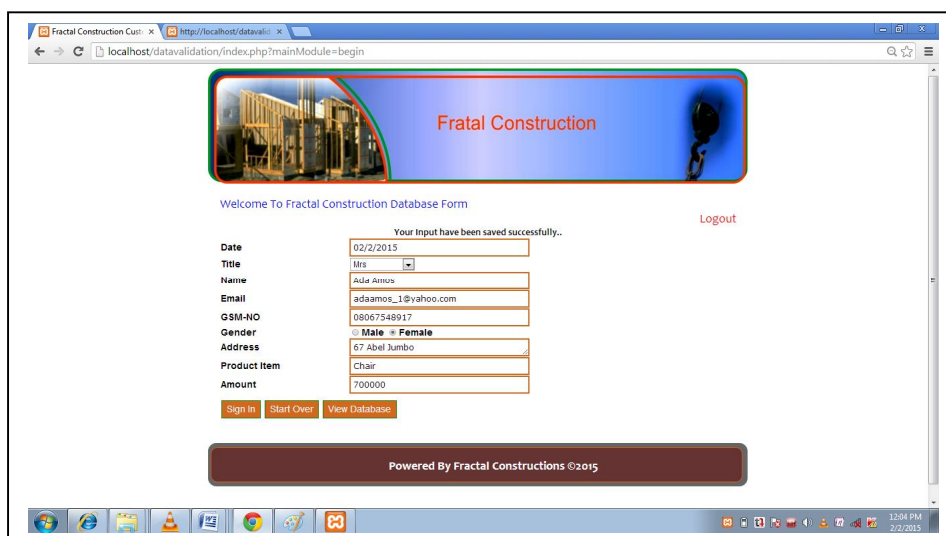 Fractal Construction Cust
http://localhost/datavalid
localhost/datavalidation/index.php?mainModule=begin
Fratal Construction
Welcome To Fractal Construction Database Form
Logout
Your Input have been saved successfully..
Date 02/2/2015
Title Mrs
Name Ada Amos
Email adaamos_1@yahoo.com
GSM-NO 08067548917
Gender Male Female
Address 67 Abel Jumbo
Product Item Chair
Amount 700000
Sign In Start Over View Database
Powered By Fractal Constructions ©2015
12:04 PM
2/2/2015